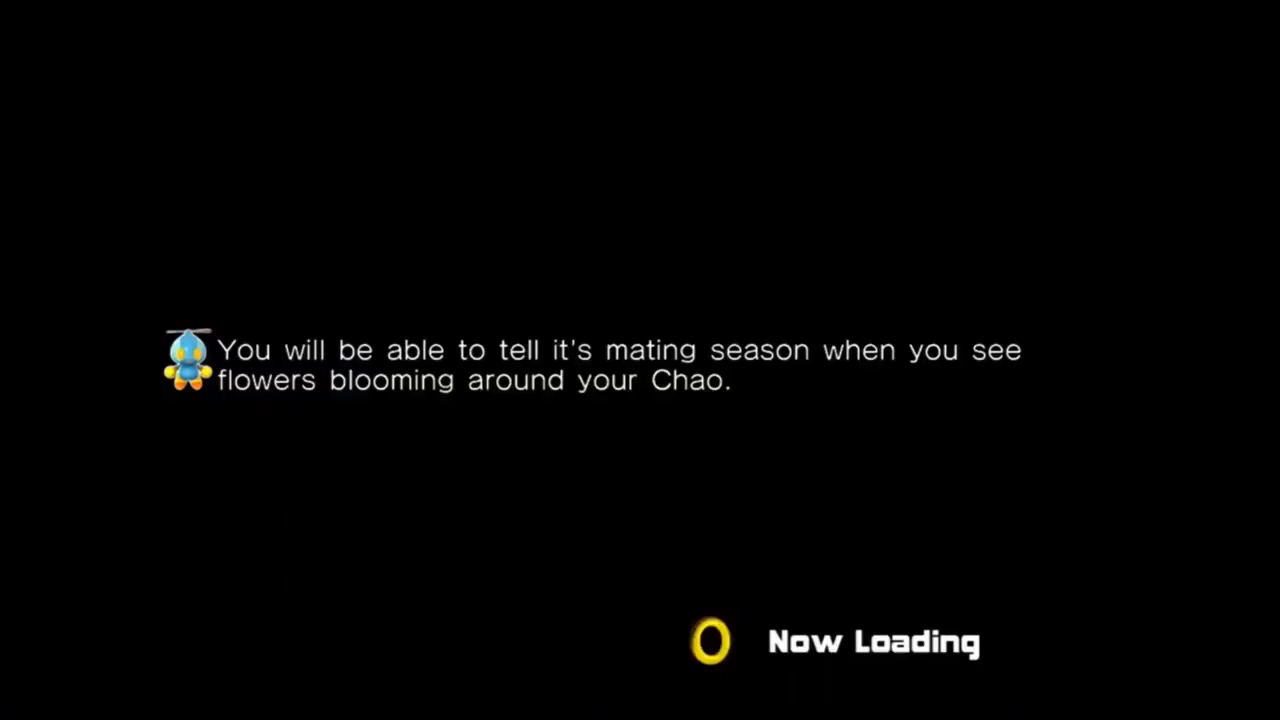 You will be able to tell it's mating season when you see
flowers blooming around your Chao.
Now Loading